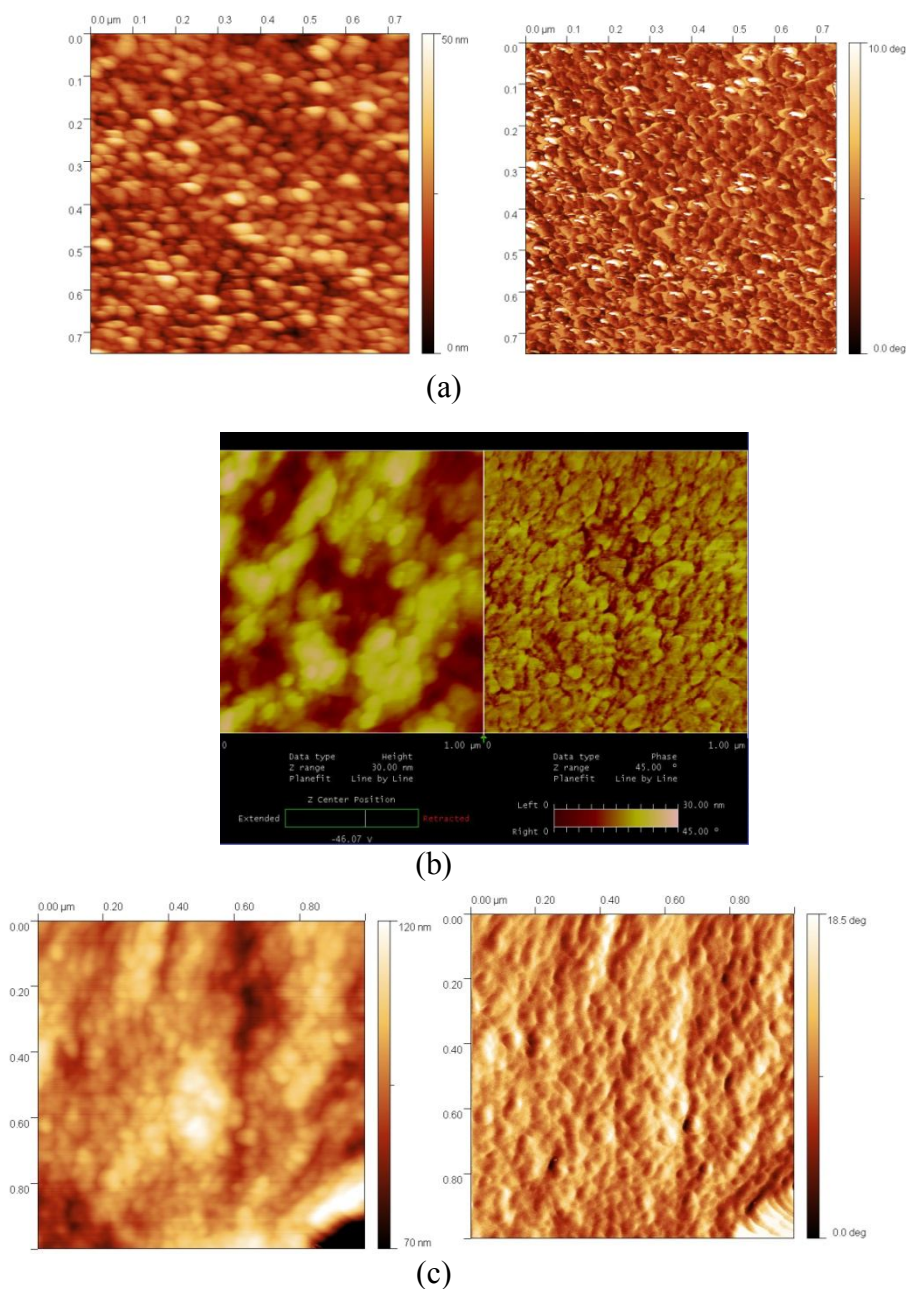 0.0 µm 0.1 0.2 0.3 0.4 0.5 0.6 0.7
0.0
0.1
0.2
0.3
0.4
0.5
0.6
0.7
50 nm
0 nm
0.0 µm 0.1 0.2 0.3 0.4 0.5 0.6 0.7
0.0
0.1
0.2
0.3
0.4
0.5
0.6
0.7
10.0 deg
0.0 deg
(a)
0 1.00 µm 0 1.00 µm
Data type Height
Z range 30.00 nm
Planefit Line by Line
Data type Phase
Z range 45.00 º
Planefit Line by Line
Z Center Position
Extended Retracted
-46.07 V
Left 0 30.00 nm
Right 0 45.00 º
(b)
0.00 µm 0.20 0.40 0.60 0.80
0.00
0.20
0.40
0.60
0.80
120 nm
70 nm
0.00 µm 0.20 0.40 0.60 0.80
0.00
0.20
0.40
0.60
0.80
18.5 deg
0.0 deg
(c)